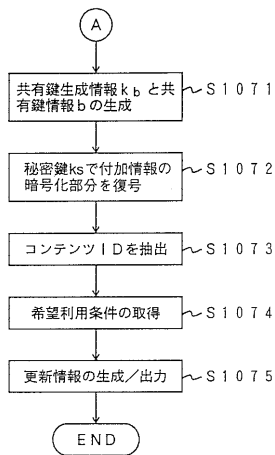 A
共有鍵生成情報kbと共
有鍵情報bの生成
S1071
秘密鍵ksで付加情報の
暗号化部分を復号
S1072
コンテンツIDを抽出
S1073
希望利用条件の取得
S1074
更新情報の生成/出力
S1075
END